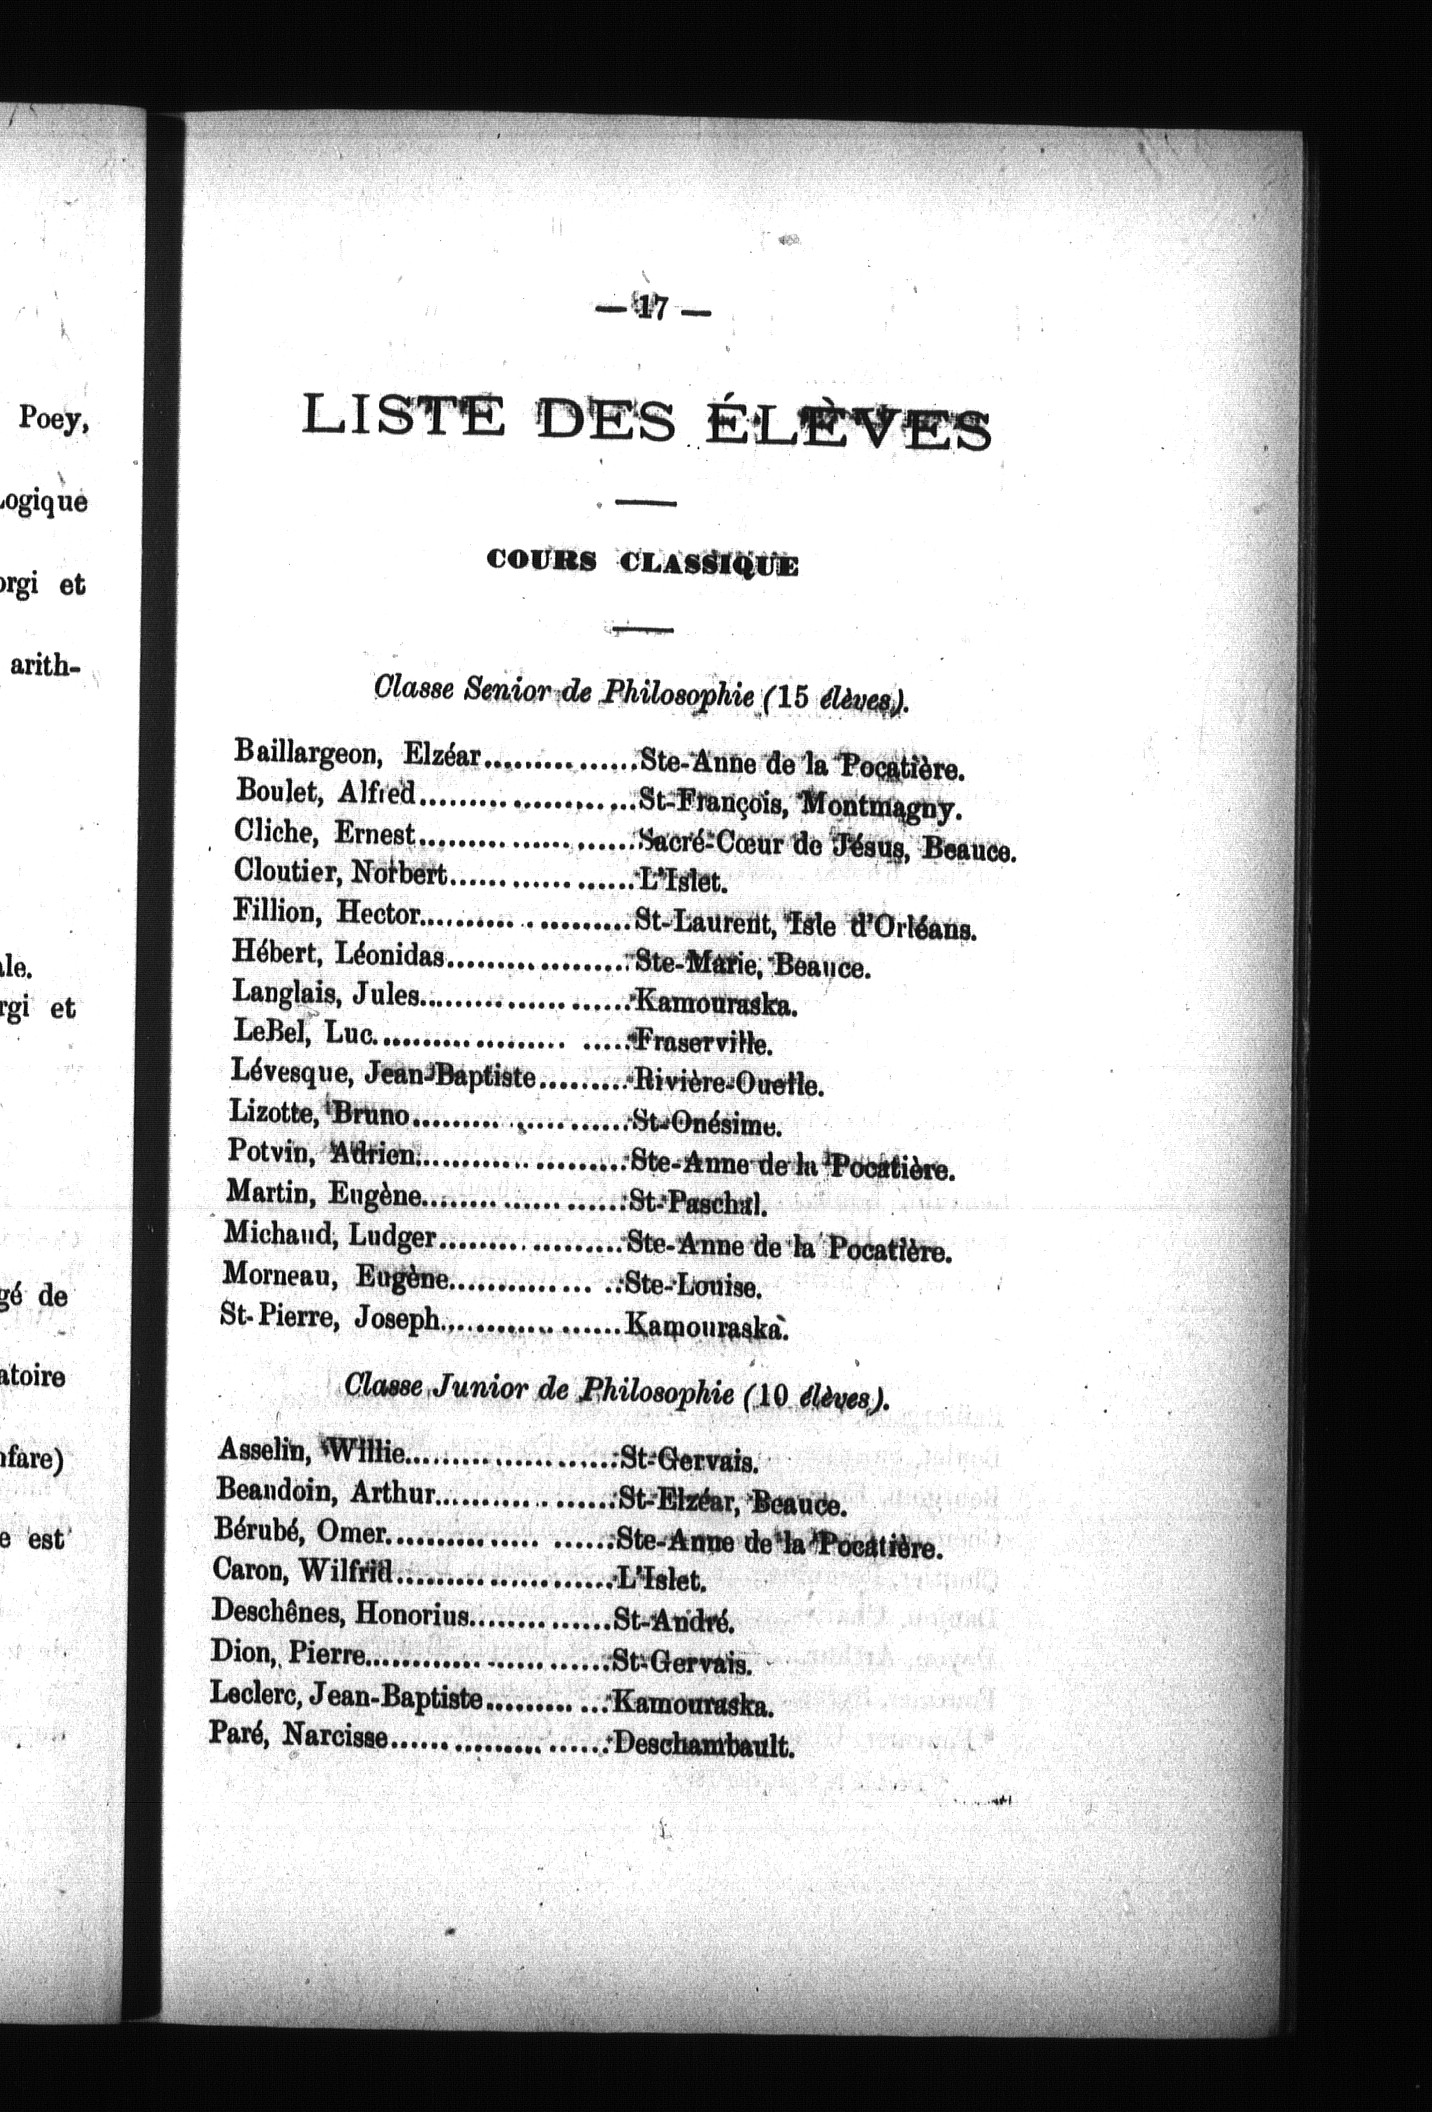 Poey,
Logique
orgi et
arith-
ale.
rgi et
gé de
atoire
nfare)
e est
— 17 —
LISTE DES ÉLÈVES
COURS CLASSIQUE
Classe Senior de Philosophie (15 élèves).
Baillargeon, Elzéar...............Ste-Anne de la Pocatière.
Boulet, Alfred.....................St-François, Montmagny.
Cliche, Ernest.....................Sacré-Cœur de Jésus, Beauce.
Cloutier, Norbert..................L'Islet.
Fillion, Hector....................St-Laurent, Isle d'Orléans.
Hébert, Léonidas..................Ste-Marie, Beauce.
Langlais, Jules....................Kamouraska.
LeBel, Luc....................... .....Fraserville.
Lévesque, Jean-Baptiste.........Rivière-Ouelle.
Lizotte, Bruno.....................St-Onésime.
Potvin, Adrien....................Ste-Anne de la Pocatière.
Martin, Eugène....................St-Paschal.
Michaud, Ludger..................Ste-Anne de la Pocatière.
Morneau, Eugène.............. ..Ste-Louise.
St-Pierre, Joseph..................Kamouraska.
Classe Junior de Philosophie (10 élèves).
Asselin, Willie.....................St-Gervais.
Beaudoin, Arthur..................St-Elzéar, Beauce.
Bérubé, Omer............... ......Ste-Anne de la Pocatière.
Caron, Wilfrid.....................L'Islet.
Deschênes, Honorius..............St-André.
Dion, Pierre........................St-Gervais.
Leclerc, Jean-Baptiste......... ...Kamouraska.
Paré, Narcisse......................Deschambault.